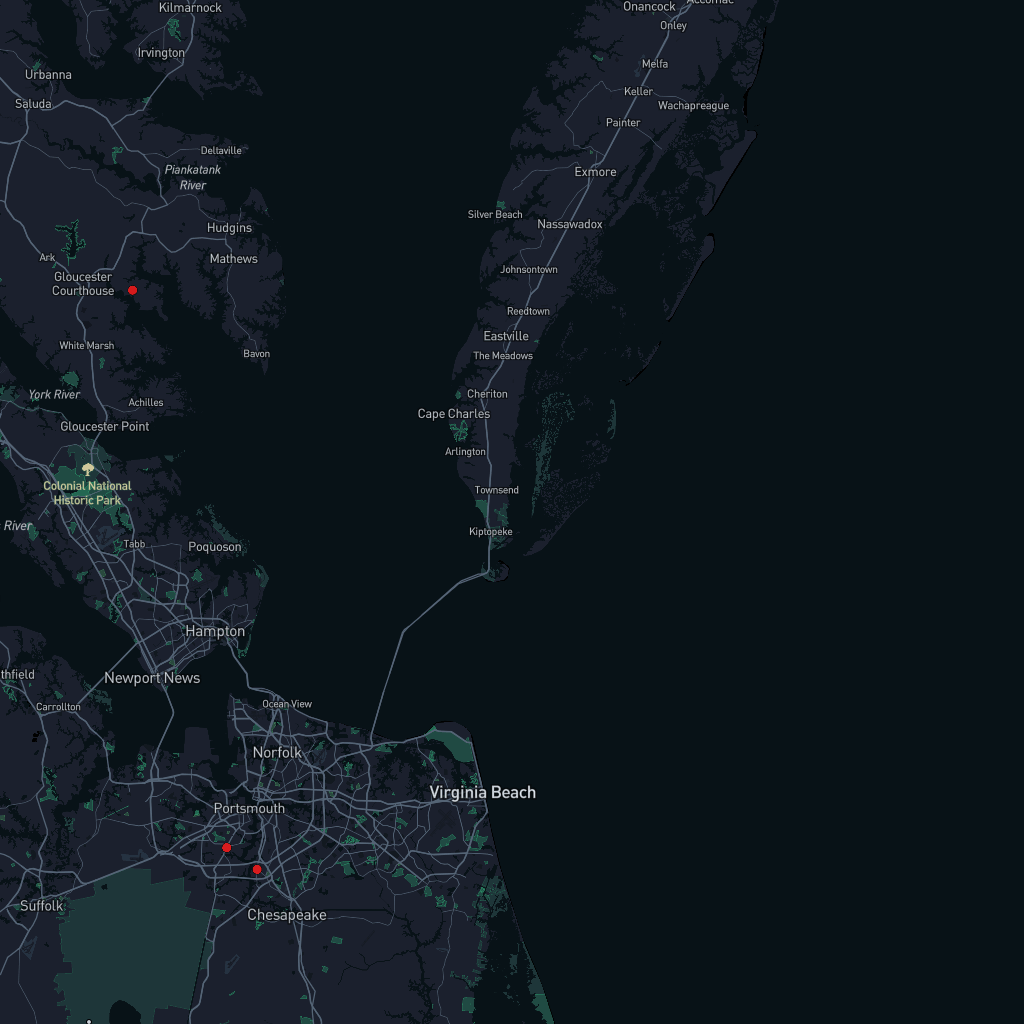 Kilmarnock
Onancock
Accomac
Onley
Irvington
Melfa
Urbanna
Keller
Saluda
Wachapreague
Painter
Deltaville
Piankatank
River
Exmore
Silver Beach
Nassawadox
Hudgins
Ark
Mathews
Johnsontown
Gloucester
Courthouse
Reedtown
Eastville
White Marsh
Bavon
The Meadows
York River
Cheriton
Achilles
Cape Charles
Gloucester Point
Arlington
Colonial National
Historic Park
Townsend
River
Kiptopeke
Tabb
Poquoson
Hampton
thfield
Newport News
Carrollton
Ocean View
Norfolk
Virginia Beach
Portsmouth
Suffolk
Chesapeake